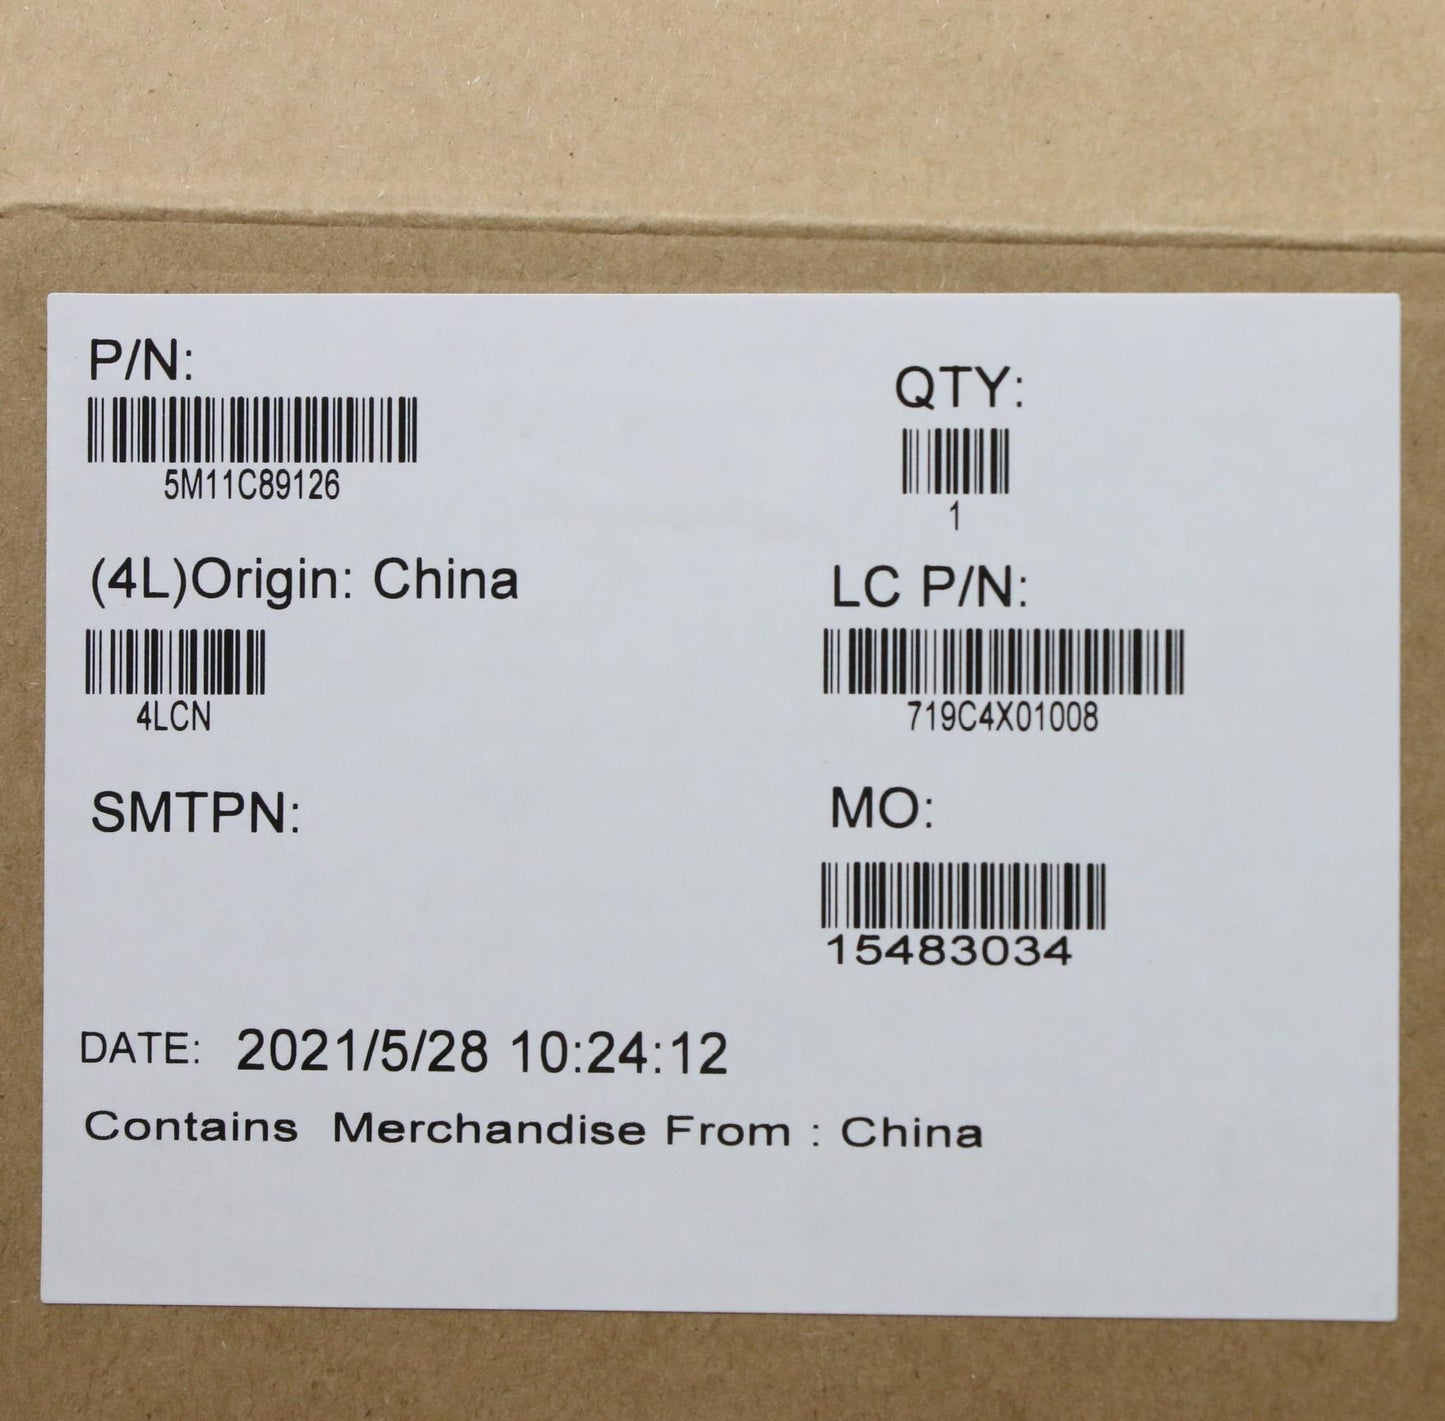 P/N:
5M11C89126
QTY:
1
(4L)Origin: China
4LCN
LC P/N:
719C4X01008
SMTPN:
MO:
15483034
DATE: 2021/5/28 10:24:12
Contains Merchandise From : China